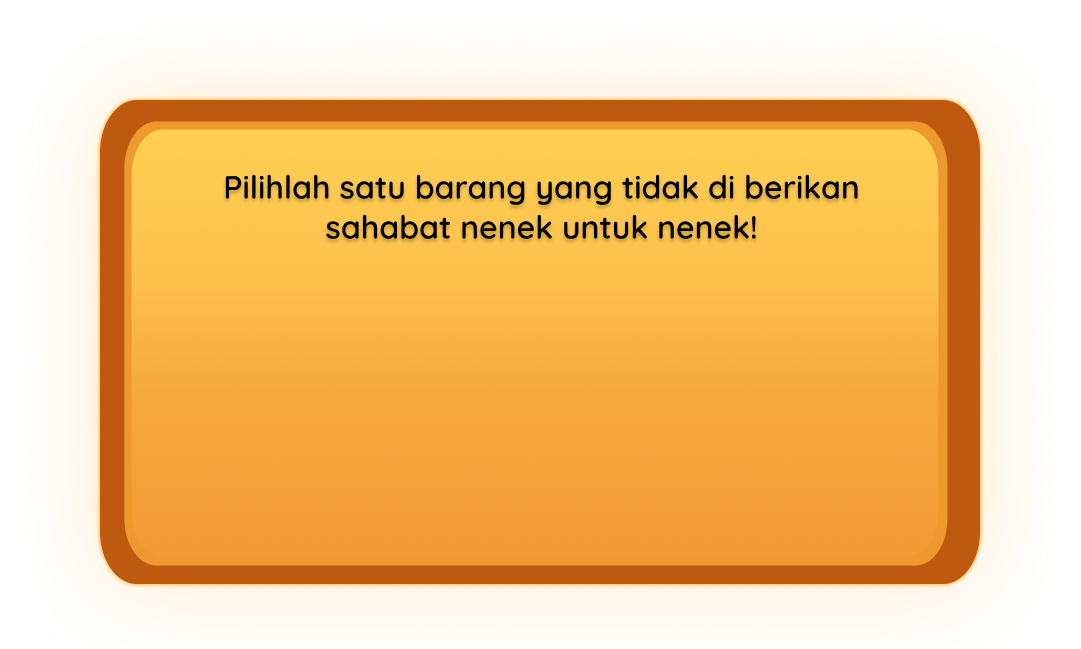 Pilihlah satu barang yang tidak di berikan
sahabat nenek untuk nenek!